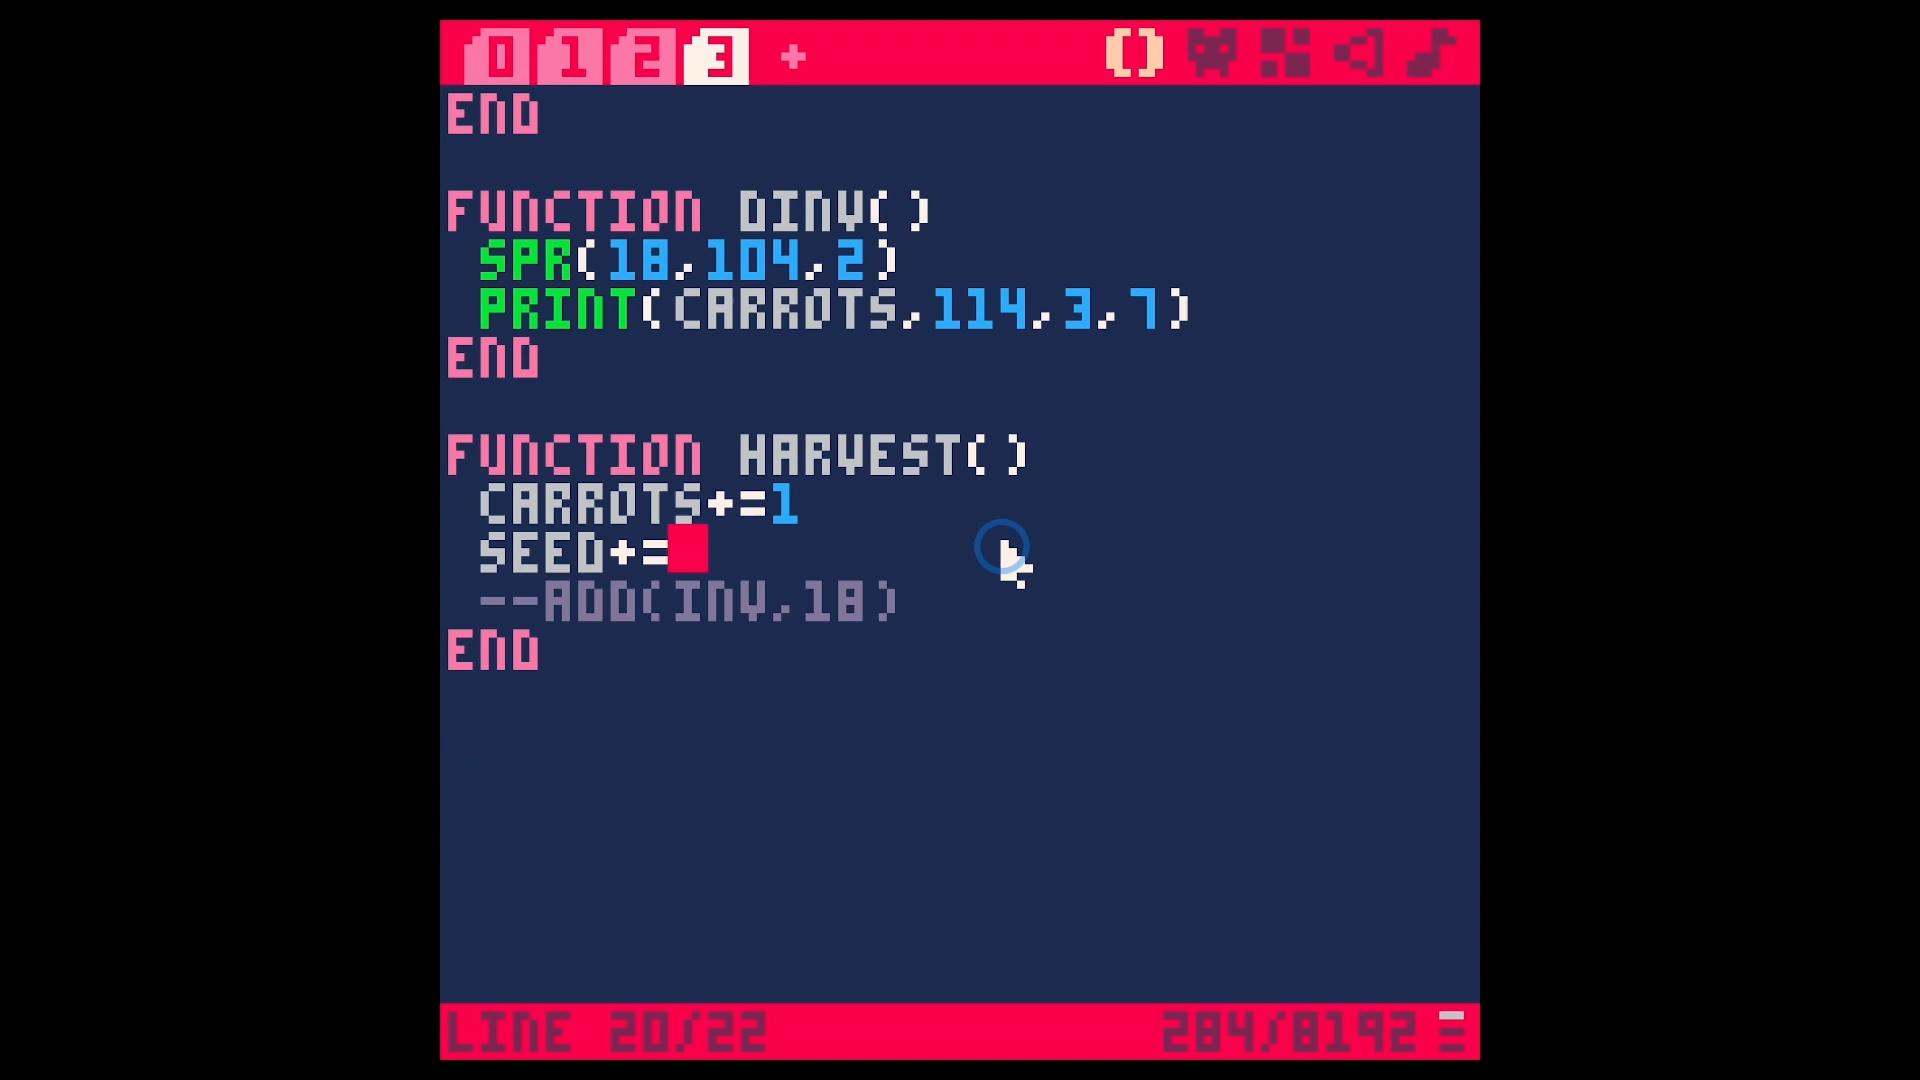 0 1 2 3 +
END
FUNCTION DINV()
SPR(18,104,2)
PRINT(CARROTS,114,3,7)
END
FUNCTION HARVEST()
CARROTS+=1
SEED+=
--ADD(INV,18)
END
LINE 20/22 284/8192